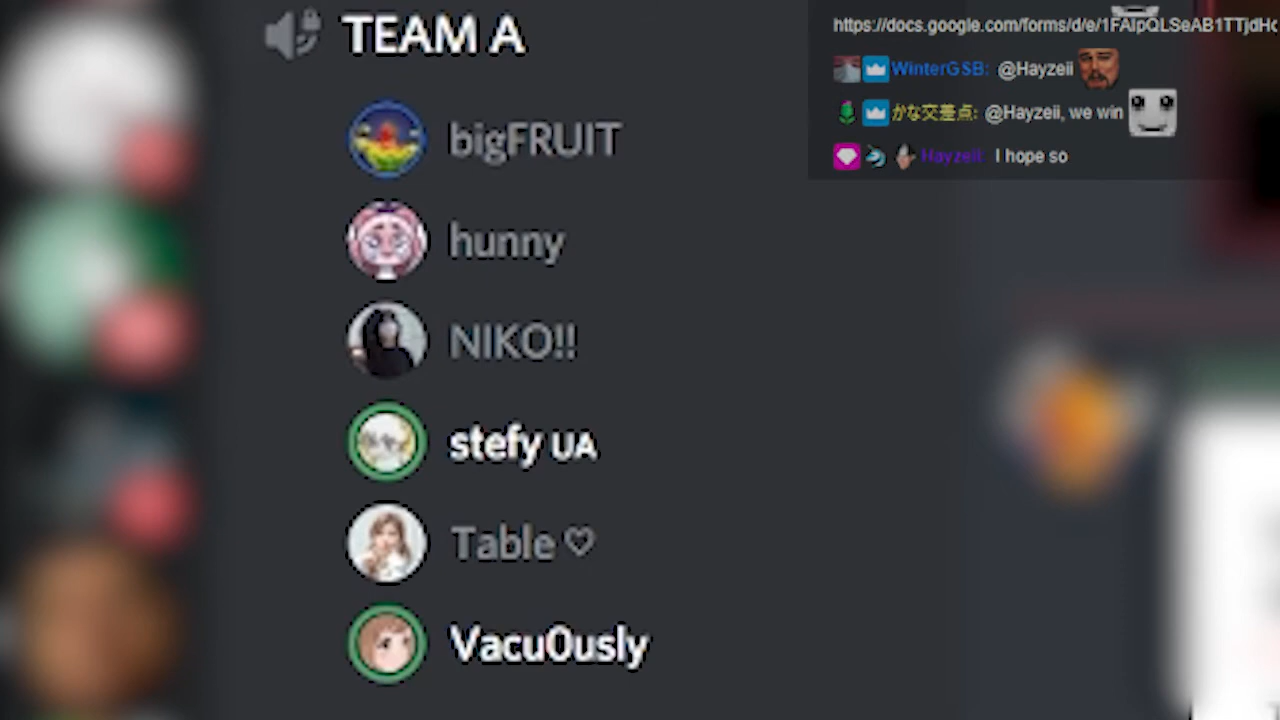 TEAM A
bigFRUIT
hunny
NIKO!!
stefy UA
Table ♡
Vacu0usly
https://docs.google.com/forms/d/e/1FAIpQLSeAB1TTjdHc
WinterGSB: @Hayzeii
かな交差点: @Hayzeii, we win
Hayzeii: I hope so